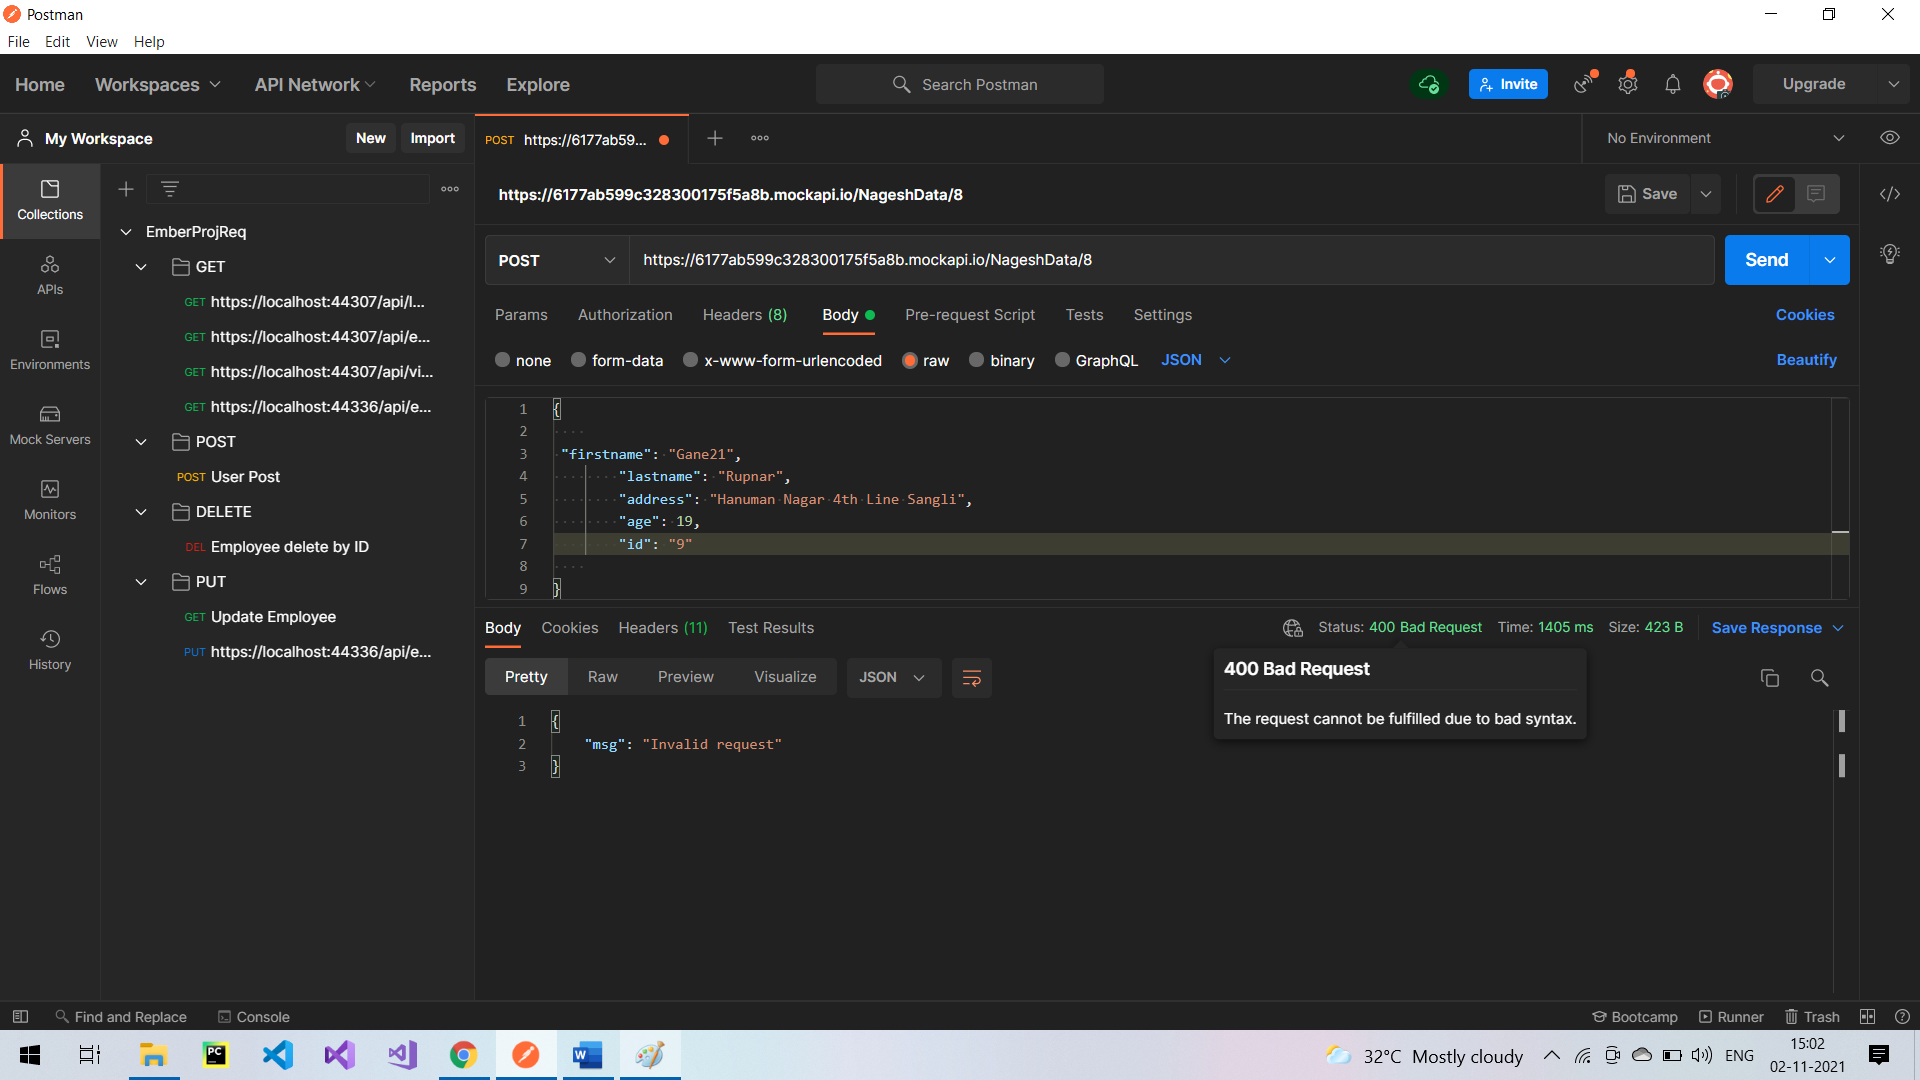 Postman
File Edit View Help
Home Workspaces API Network Reports Explore Search Postman Invite Upgrade
My Workspace New Import
POST https://6177ab59... No Environment
Collections
APIs
Environments
Mock Servers
Monitors
Flows
History
EmberProjReq
GET
GET https://localhost:44307/api/l...
GET https://localhost:44307/api/e...
GET https://localhost:44307/api/vi...
GET https://localhost:44336/api/e...
POST
POST User Post
DELETE
DEL Employee delete by ID
PUT
GET Update Employee
PUT https://localhost:44336/api/e...
https://6177ab599c328300175f5a8b.mockapi.io/NageshData/8 Save
POST https://6177ab599c328300175f5a8b.mockapi.io/NageshData/8 Send
Params Authorization Headers (8) Body Pre-request Script Tests Settings Cookies
none form-data x-www-form-urlencoded raw binary GraphQL JSON Beautify
1 {
2
3 "firstname": "Gane21",
4 "lastname": "Rupnar",
5 "address": "Hanuman Nagar 4th Line Sangli",
6 "age": 19,
7 "id": "9"
8
9 }
Body Cookies Headers (11) Test Results Status: 400 Bad Request Time: 1405 ms Size: 423 B Save Response
Pretty Raw Preview Visualize JSON
400 Bad Request
The request cannot be fulfilled due to bad syntax.
1 {
2 "msg": "Invalid request"
3 }
Find and Replace Console Bootcamp Runner Trash
PC W 32°C Mostly cloudy ENG
15:02
02-11-2021